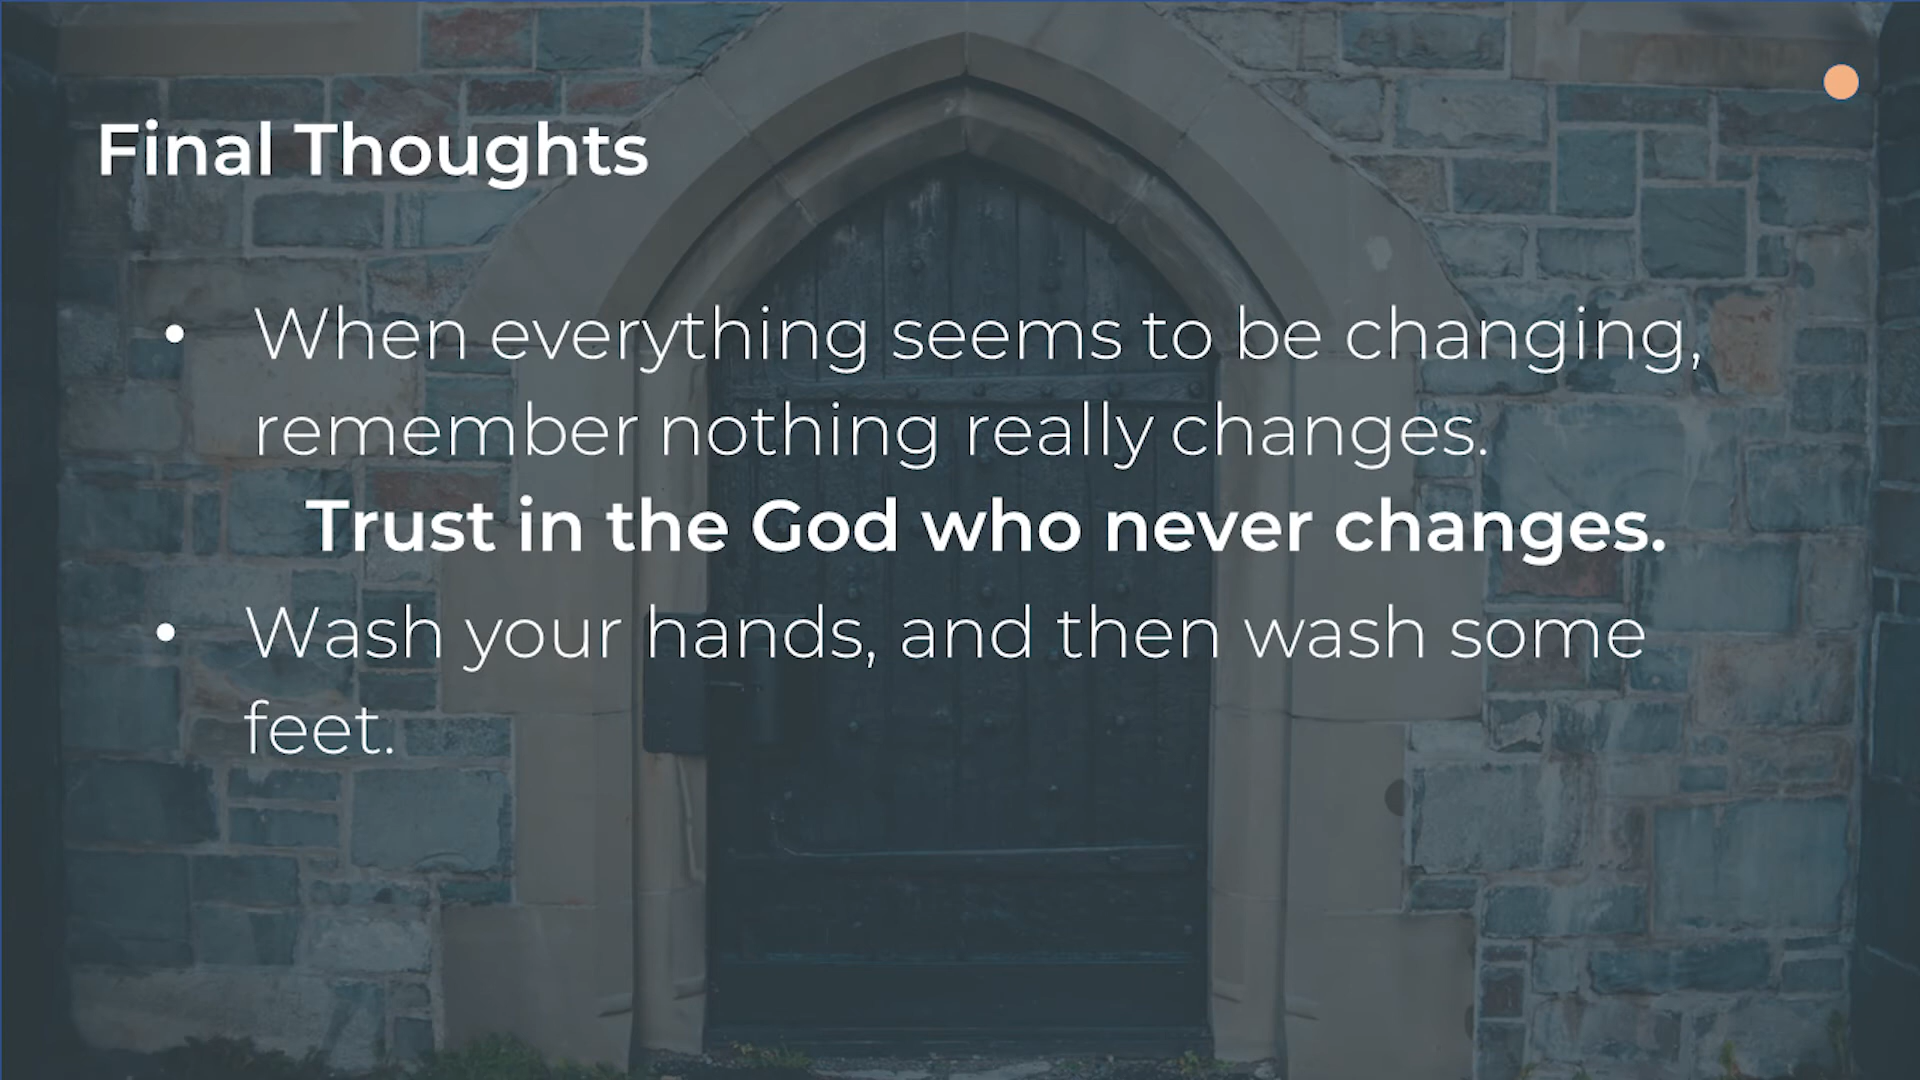 Final Thoughts
• When everything seems to be changing,
remember nothing really changes.
Trust in the God who never changes.
• Wash your hands, and then wash some
feet.